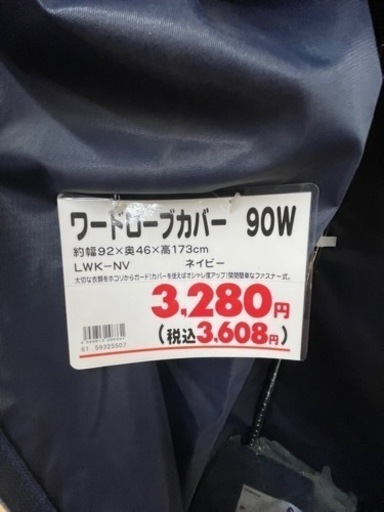 ワードローブカバー 90W
約幅92×奥46×高173cm
LWK-NV ネイビー
大切な衣類をホコリからガード!カバーを使えばオシャレ度アップ!開閉簡単なファスナー式。
3,280円
(税込3,608円)
61 59325507